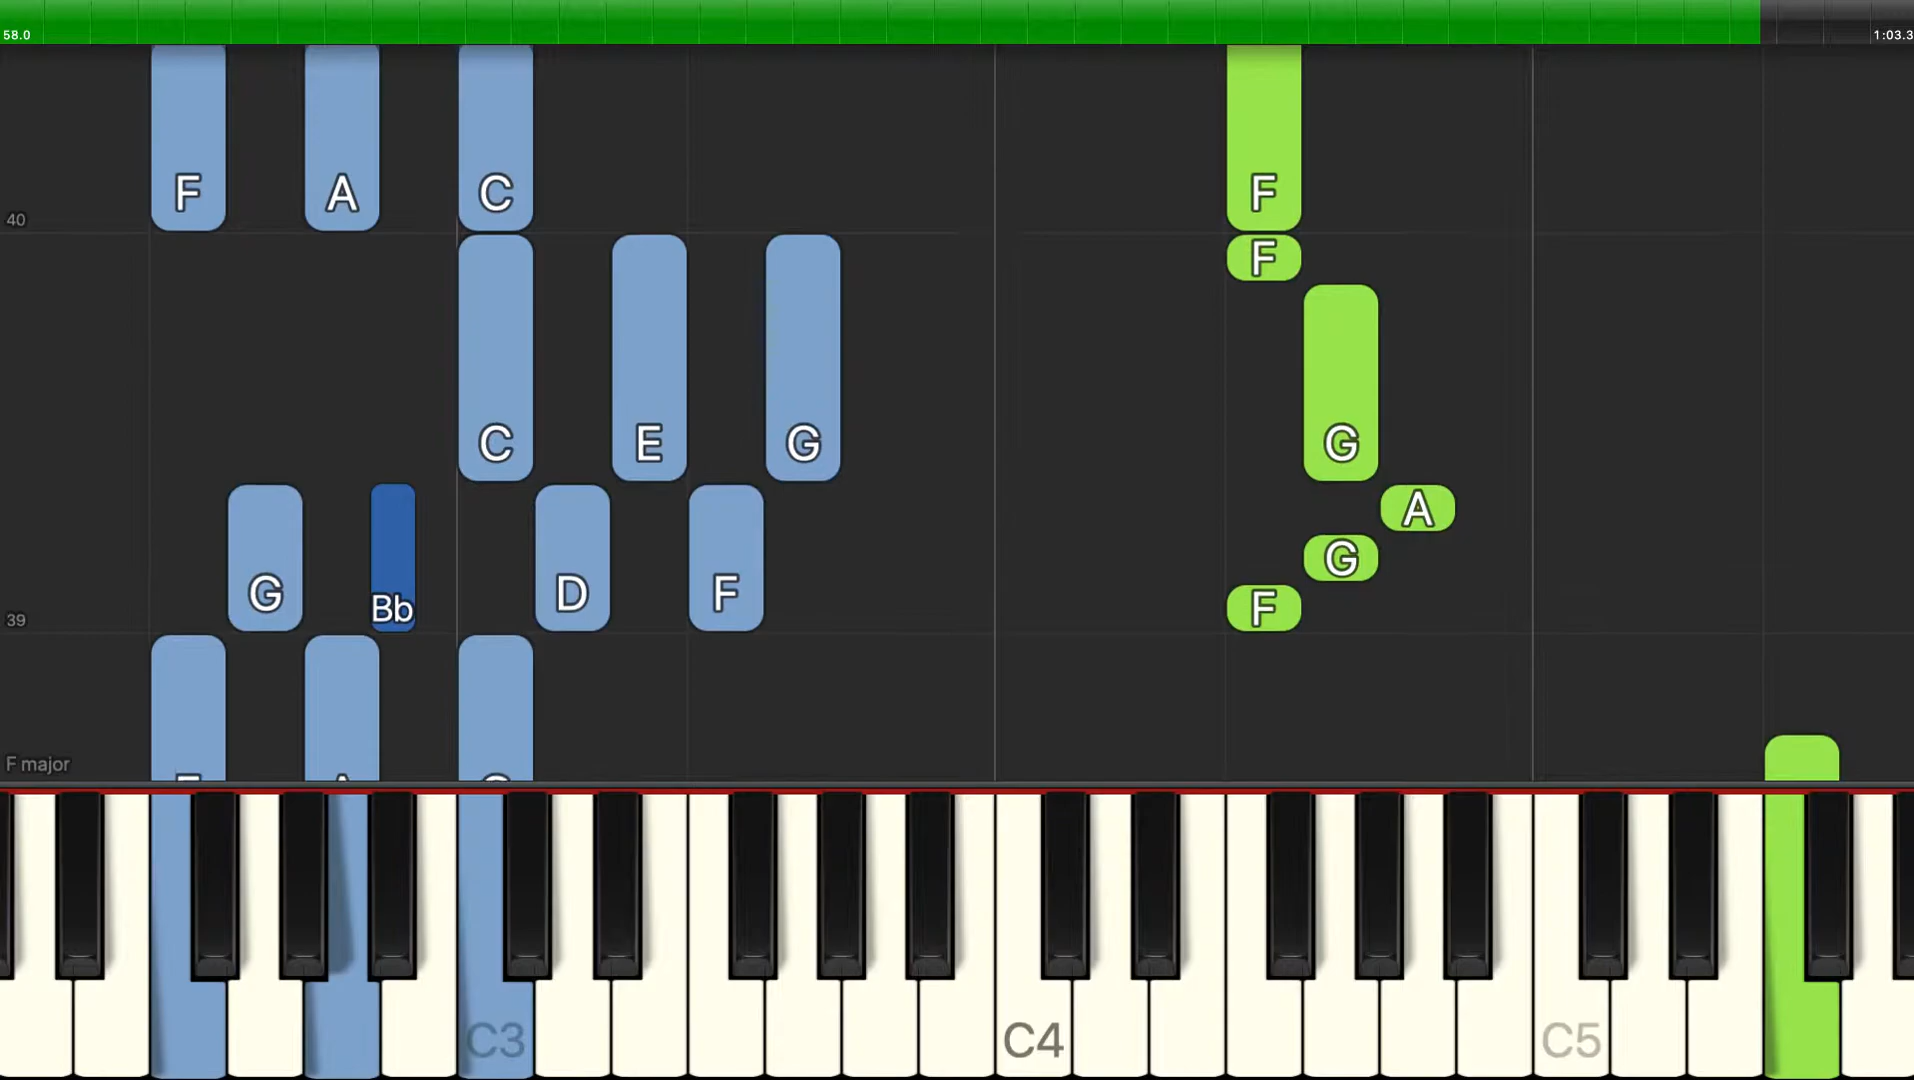 58.0
1:03.3
F A C F
40
F
C E G G
A
G
G Bb D F F
39
F major
F A C
C3 C4 C5